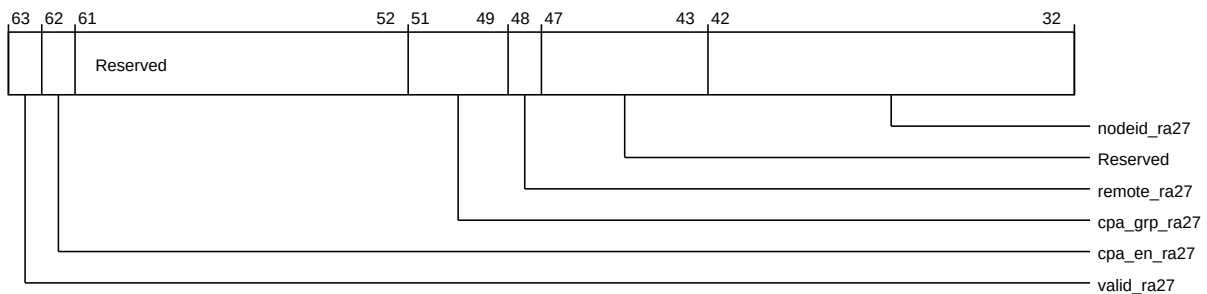 63 62 61 52 51 49 48 47 43 42 32
Reserved
nodeid_ra27
Reserved
remote_ra27
cpa_grp_ra27
cpa_en_ra27
valid_ra27